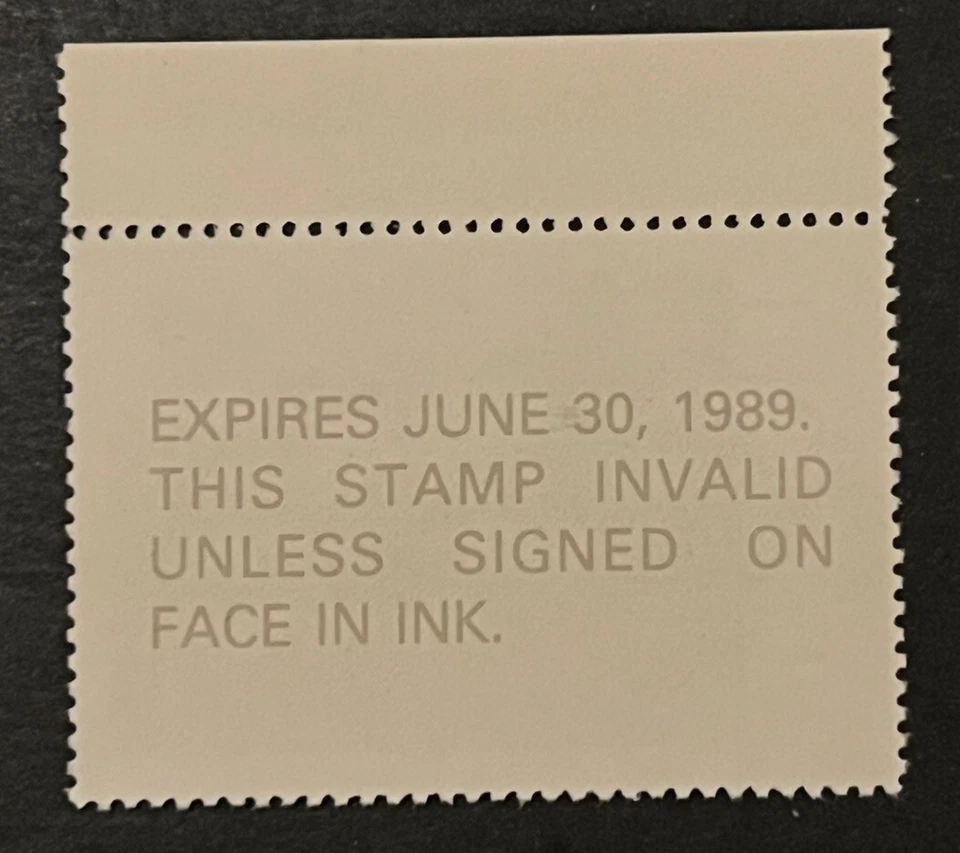 EXPIRES JUNE 30, 1989.
THIS STAMP INVALID
UNLESS SIGNED ON
FACE IN INK.